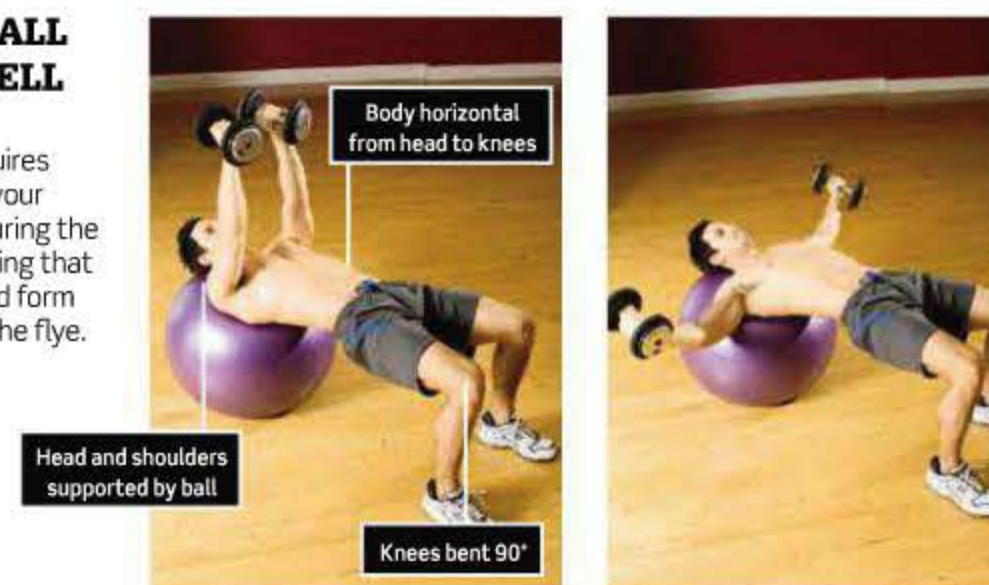 ALL
ELL
uires
your
uring the
ing that
d form
he flye.
Body horizontal
from head to knees
Head and shoulders
supported by ball
Knees bent 90°